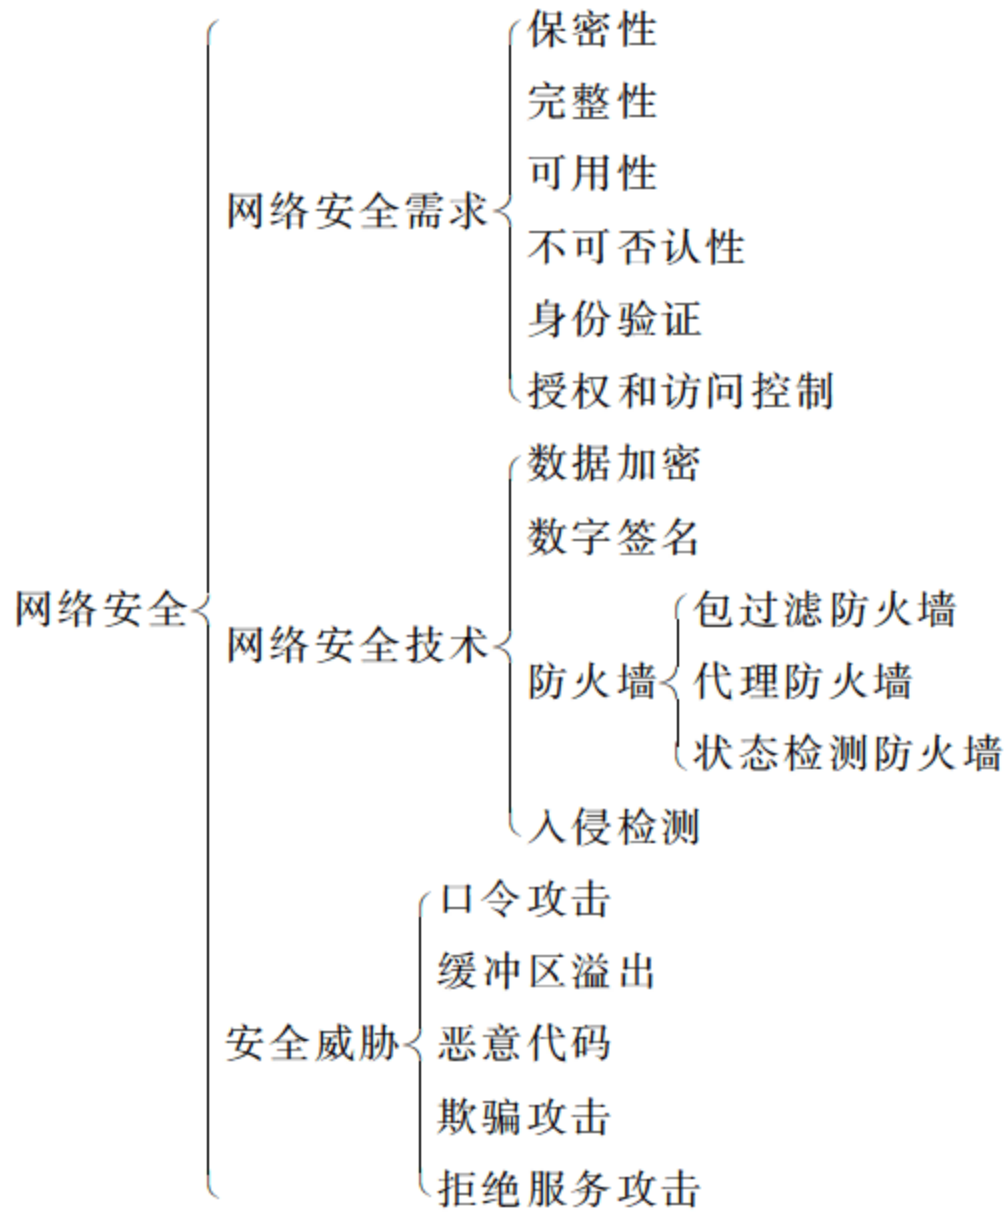 网络安全
网络安全需求
保密性
完整性
可用性
不可否认性
身份验证
授权和访问控制
网络安全技术
数据加密
数字签名
防火墙
包过滤防火墙
代理防火墙
状态检测防火墙
入侵检测
安全威胁
口令攻击
缓冲区溢出
恶意代码
欺骗攻击
拒绝服务攻击